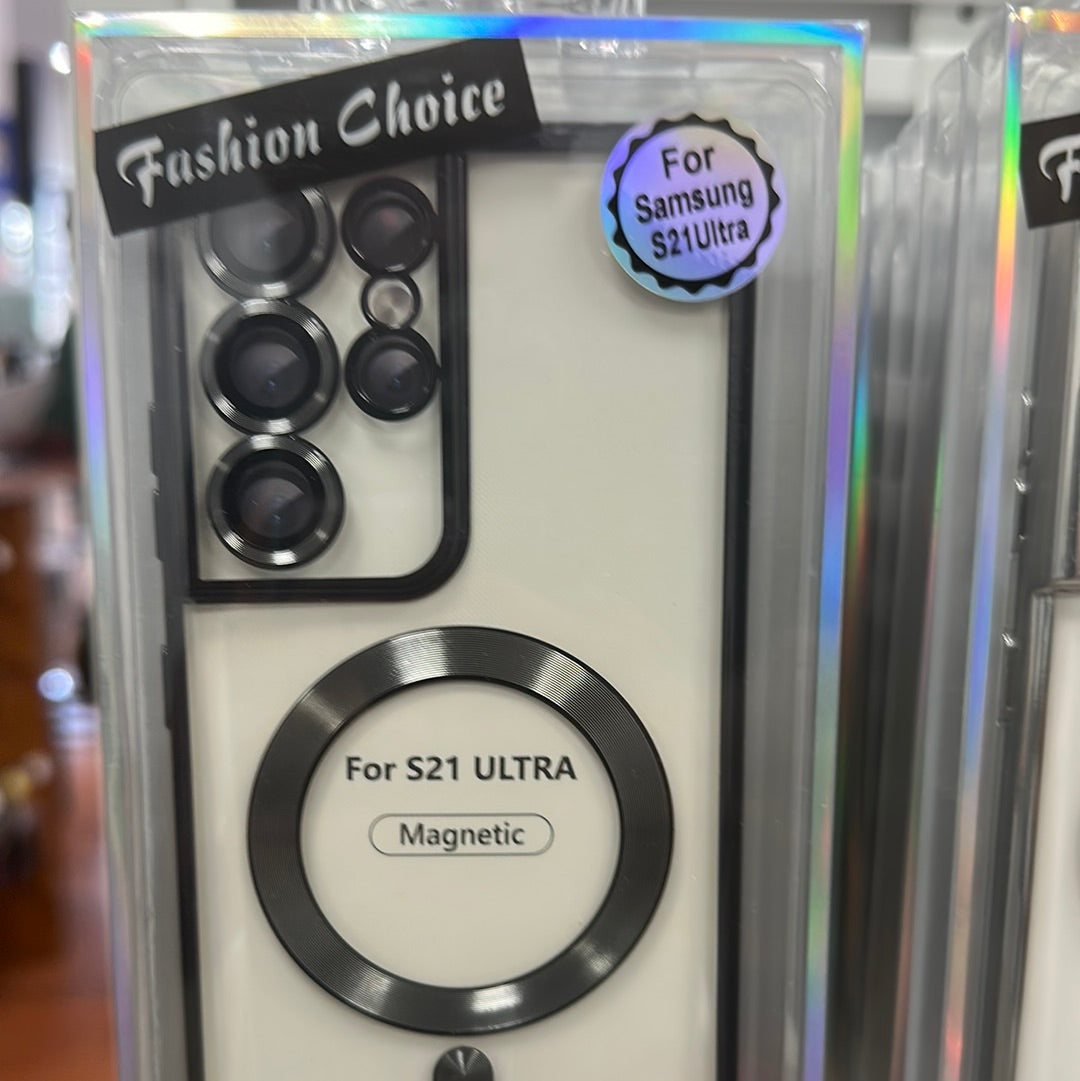 Fashion Choice
For
Samsung
S21Ultra
For S21 ULTRA
Magnetic
F